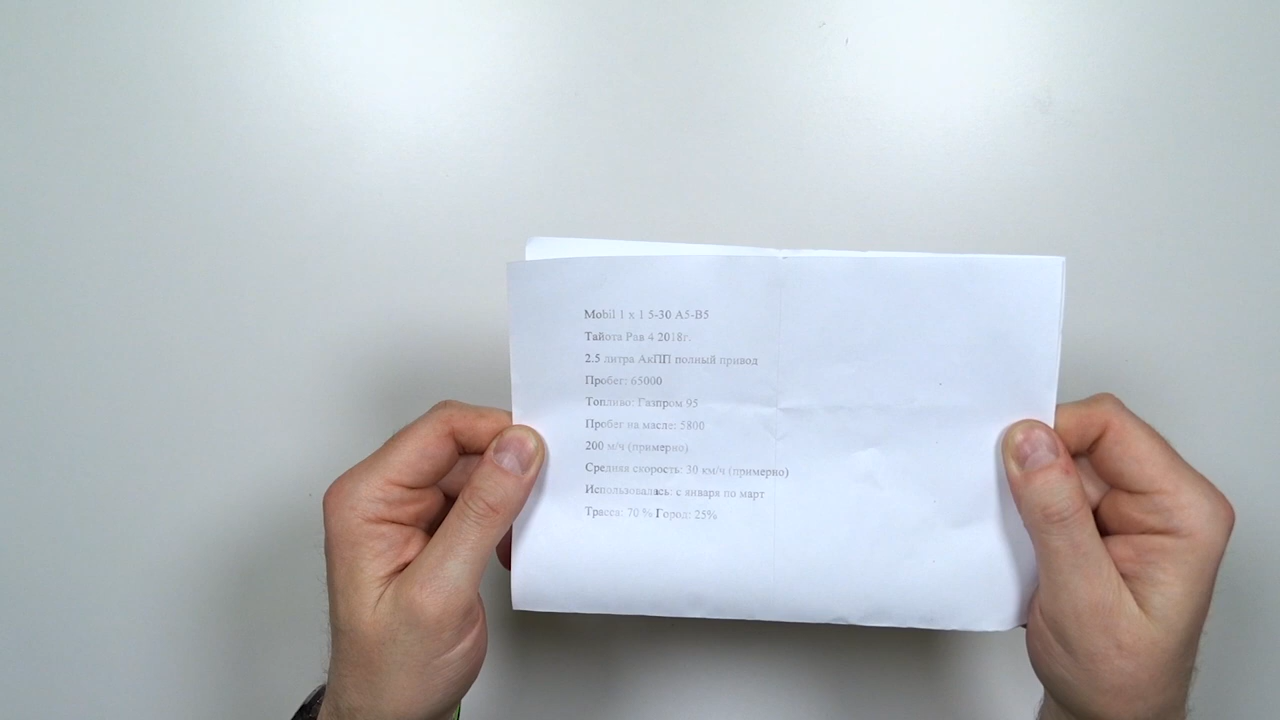 Mobil 1 x 1 5-30 A5-B5
Тайота Рав 4 2018г.
2.5 литра АкПП полный привод
Пробег: 65000
Топливо: Газпром 95
Пробег на масле: 5800
200 м/ч (примерно)
Средняя скорость: 30 км/ч (примерно)
Использовалась: с января по март
Трасса: 70 % Город: 25%